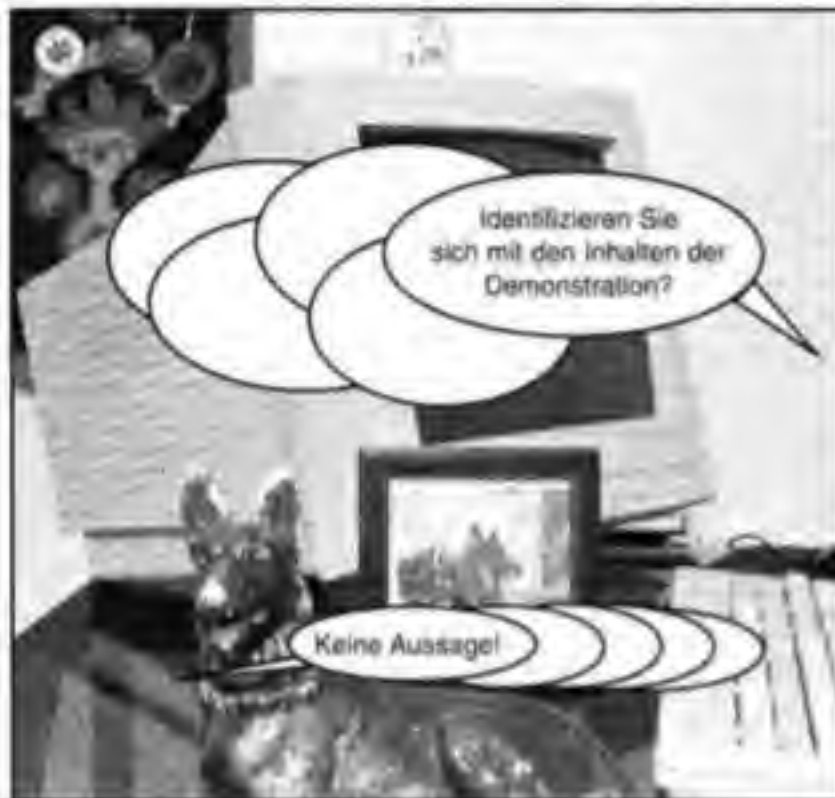 Identifizieren Sie
sich mit den Inhalten der
Demonstration?
Keine Aussage!